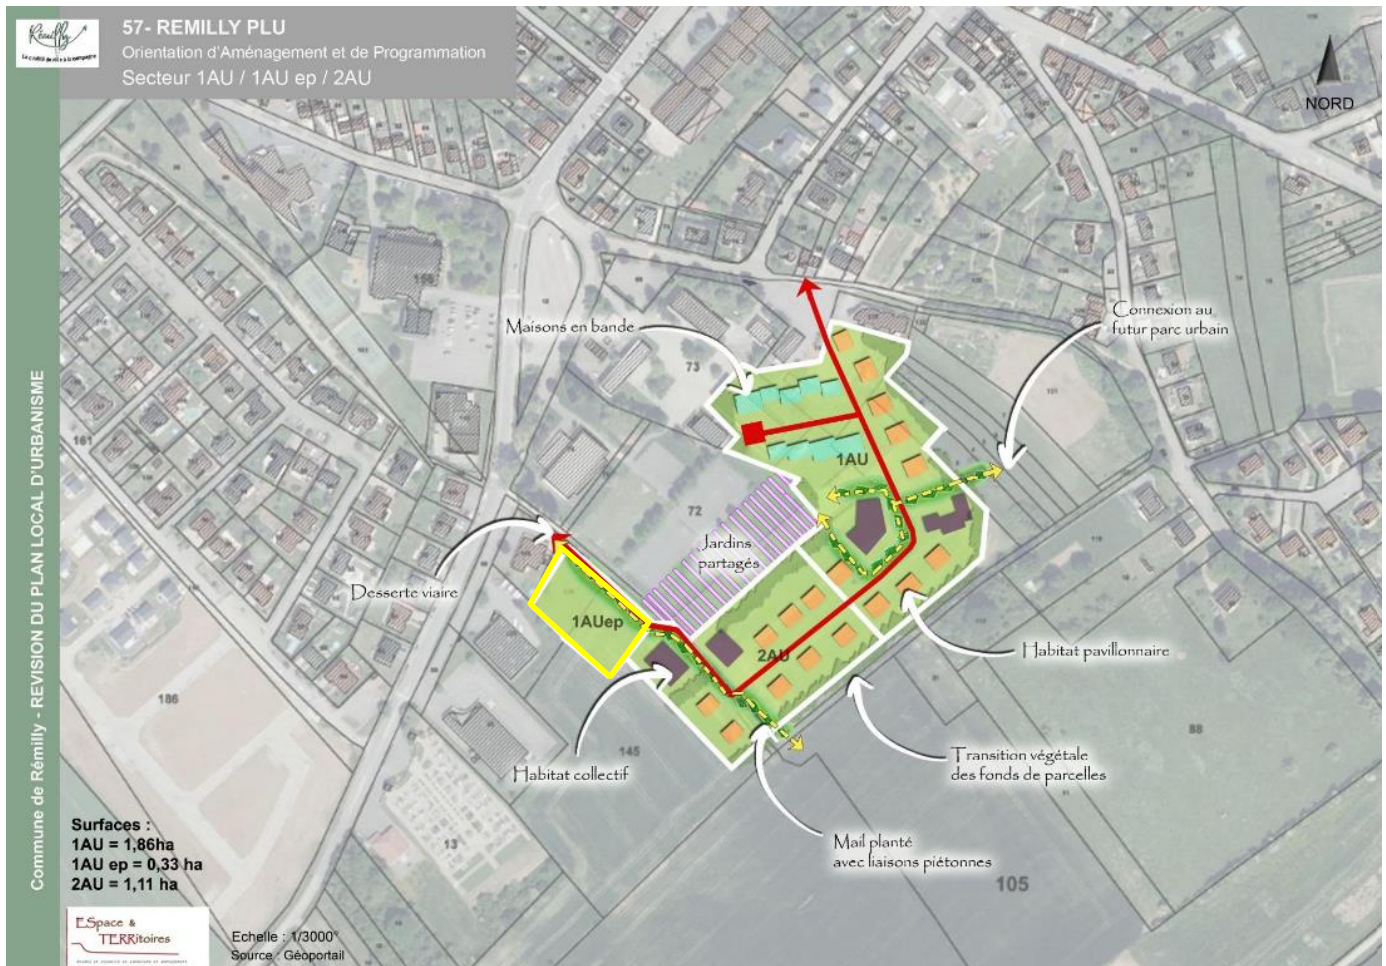 Rémilly
57- REMILLY PLU
Orientation d'Aménagement et de Programmation
Secteur 1AU / 1AU ep / 2AU
NORD
Commune de Rémilly - REVISION DU PLAN LOCAL D'URBANISME
Maisons en bande
Connexion au
futur parc urbain
156
73
161
1AU
72
Jardins
partagés
Desserte viaire
1AUep
2AU
Habitat pavillonnaire
186
145
88
Habitat collectif
Transition végétale
des fonds de parcelles
Mail planté
avec liaisons piétonnes
13
105
Surfaces :
1AU = 1,86ha
1AU ep = 0,33 ha
2AU = 1,11 ha
ESpace &
TERRitoires
Echelle : 1/3000°
Source : Géoportail